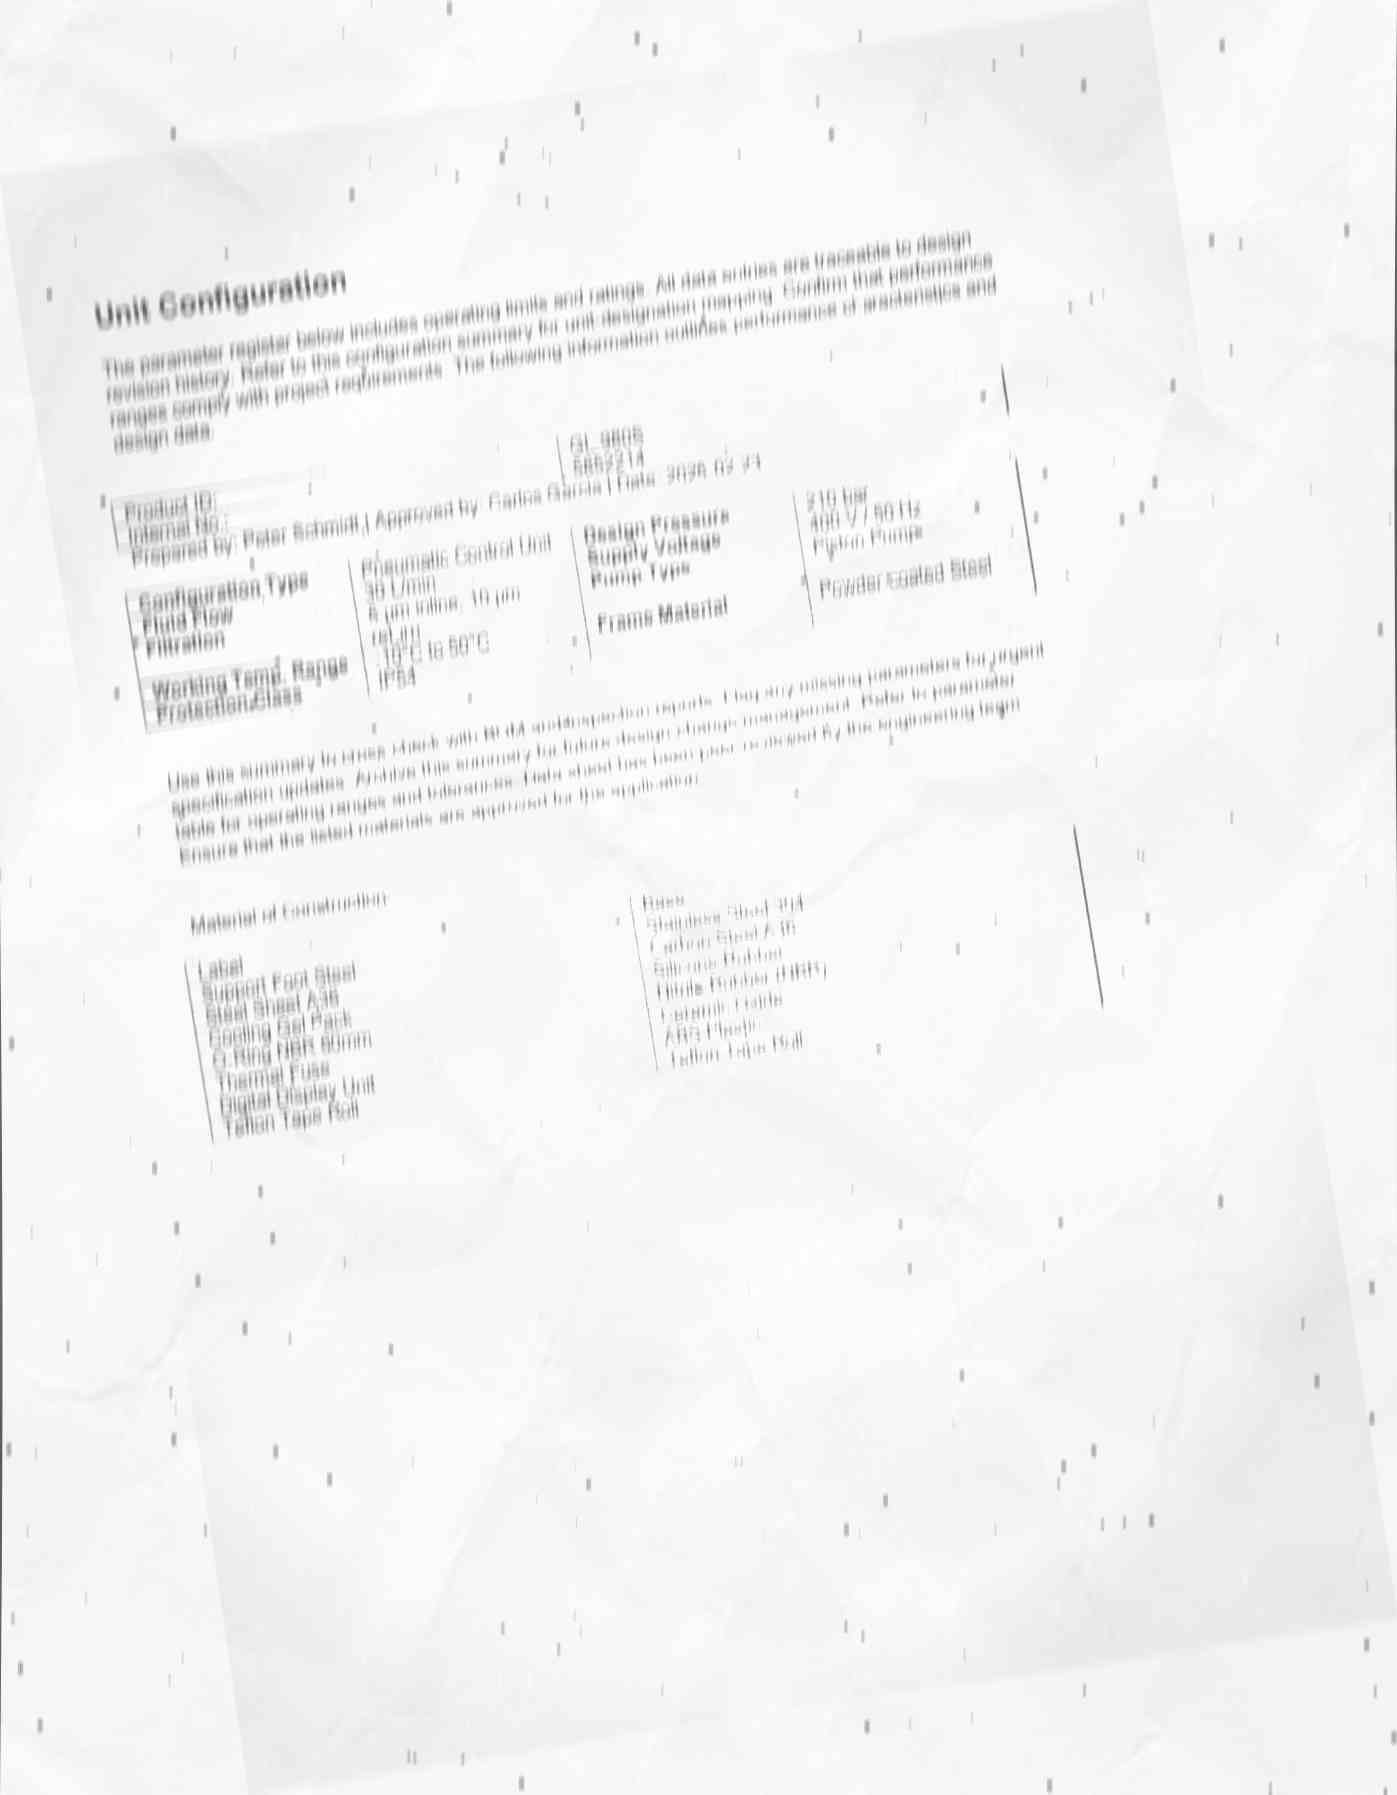 Unit Configuration
The parameter register below includes operating limits and ratings. All data entries are traceable to design
revision history. Refer to this configuration summary for unit-designation mapping. Confirm that performance
ranges comply with project requirements. The following information outlines performance and
design data.
Product ID:
Internal No.:
Prepared by: Peter Schmidt | Approved by: Carlos Garcia | Date:
Configuration Type Pneumatic Control Unit Design Pressure 210 bar
Fluid Flow 30 L/min Supply Voltage 400 V / 50 Hz
Filtration µm inline, 10 µm return Pump Type Piston Pump
Frame Material Powder-coated Steel
Working Temp. Range -10°C to 50°C
Protection Class IP54
Use this summary to cross-check with BOM and inspection reports. Flag any missing parameters for urgent
specification updates. Archive this summary for future design change management. Refer to parameter
table for operating ranges and tolerances. Data sheet has been peer-reviewed by the engineering team.
Ensure that the listed materials are approved for the application.
Material of Construction
Label Base
Support Foot Steel Stainless Steel 304
Steel Sheet A36 Carbon Steel A36
Cooling Gel Pack Silicone Rubber
O-Ring NBR 60mm Nitrile Rubber (NBR)
Thermal Fuse Ceramic Oxide
Digital Display Unit ABS Plastic
Teflon Tape Roll Teflon Tape Roll